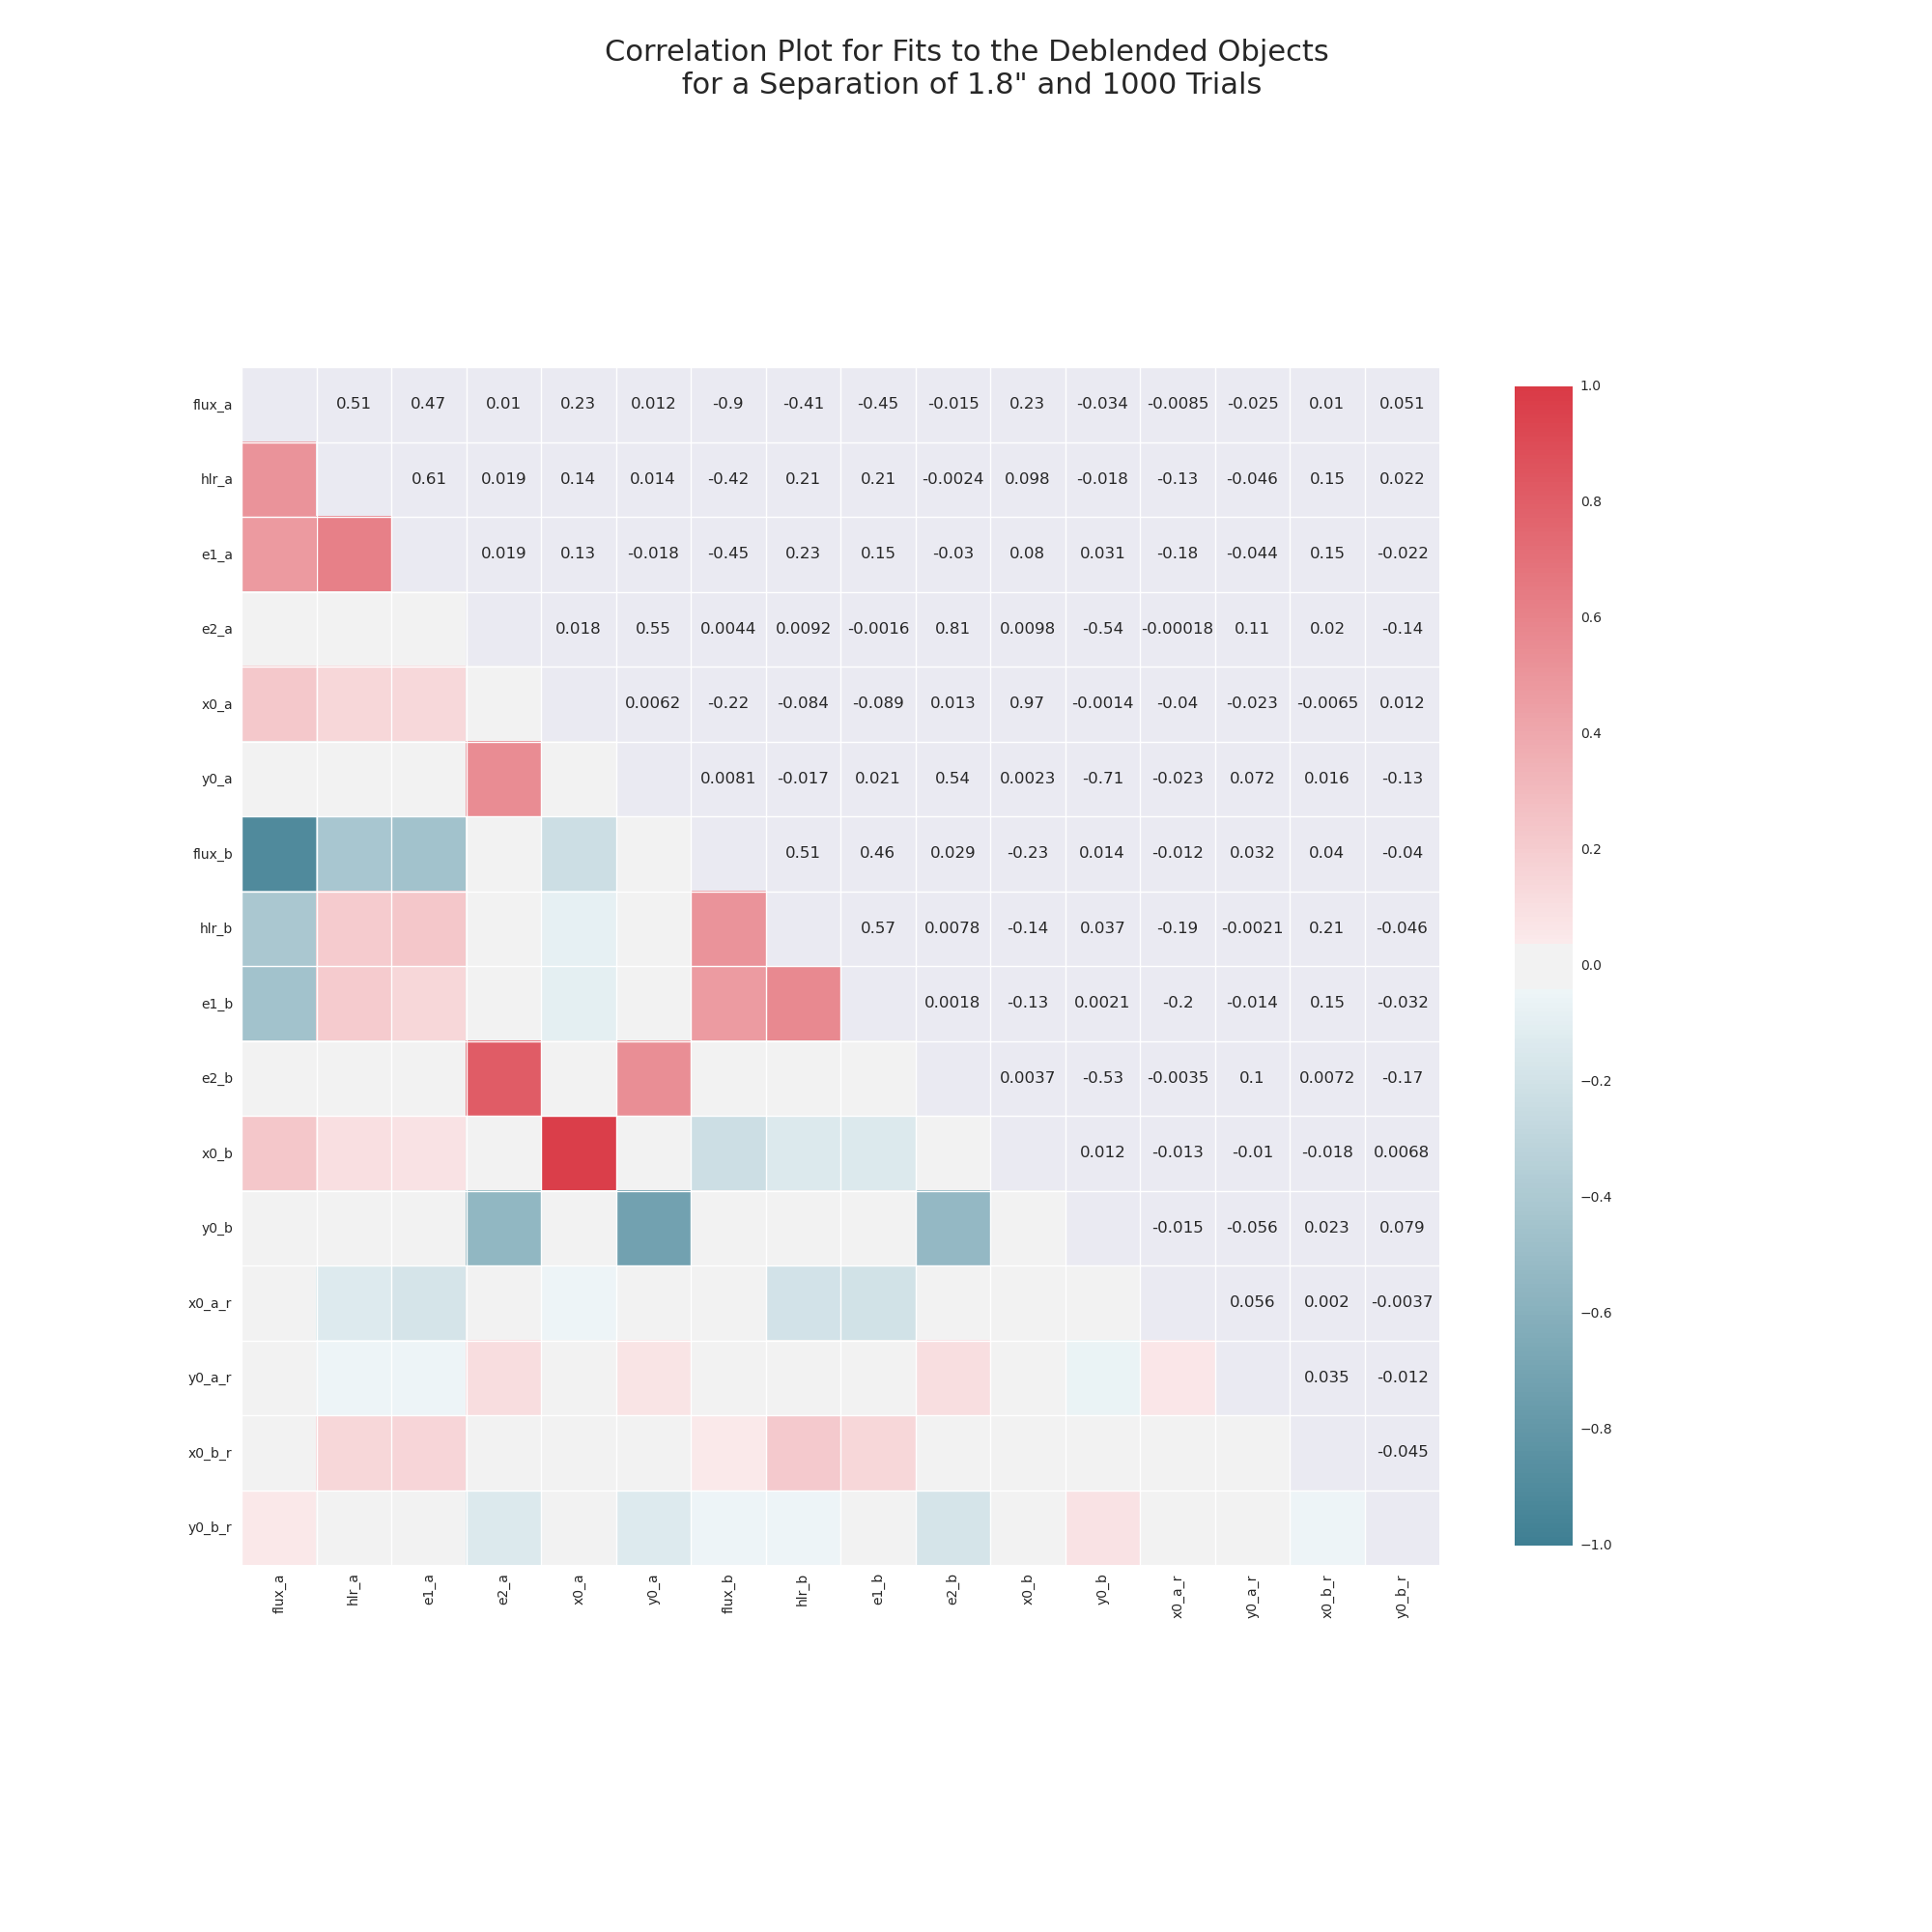 Correlation Plot for Fits to the Deblended Objects
for a Separation of 1.8" and 1000 Trials
flux_a 0.51 0.47 0.01 0.23 0.012 -0.9 -0.41 -0.45 -0.015 0.23 -0.034 -0.0085 -0.025 0.01 0.051
hlr_a 0.61 0.019 0.14 0.014 -0.42 0.21 0.21 -0.0024 0.098 -0.018 -0.13 -0.046 0.15 0.022
e1_a 0.019 0.13 -0.018 -0.45 0.23 0.15 -0.03 0.08 0.031 -0.18 -0.044 0.15 -0.022
e2_a 0.018 0.55 0.0044 0.0092 -0.0016 0.81 0.0098 -0.54 -0.00018 0.11 0.02 -0.14
x0_a 0.0062 -0.22 -0.084 -0.089 0.013 0.97 -0.0014 -0.04 -0.023 -0.0065 0.012
y0_a 0.0081 -0.017 0.021 0.54 0.0023 -0.71 -0.023 0.072 0.016 -0.13
flux_b 0.51 0.46 0.029 -0.23 0.014 -0.012 0.032 0.04 -0.04
hlr_b 0.57 0.0078 -0.14 0.037 -0.19 -0.0021 0.21 -0.046
e1_b 0.0018 -0.13 0.0021 -0.2 -0.014 0.15 -0.032
e2_b 0.0037 -0.53 -0.0035 0.1 0.0072 -0.17
x0_b 0.012 -0.013 -0.01 -0.018 0.0068
y0_b -0.015 -0.056 0.023 0.079
x0_a_r 0.056 0.002 -0.0037
y0_a_r 0.035 -0.012
x0_b_r -0.045
y0_b_r
flux_a hlr_a e1_a e2_a x0_a y0_a flux_b hlr_b e1_b e2_b x0_b y0_b x0_a_r y0_a_r x0_b_r y0_b_r
1.0
0.8
0.6
0.4
0.2
0.0
−0.2
−0.4
−0.6
−0.8
−1.0